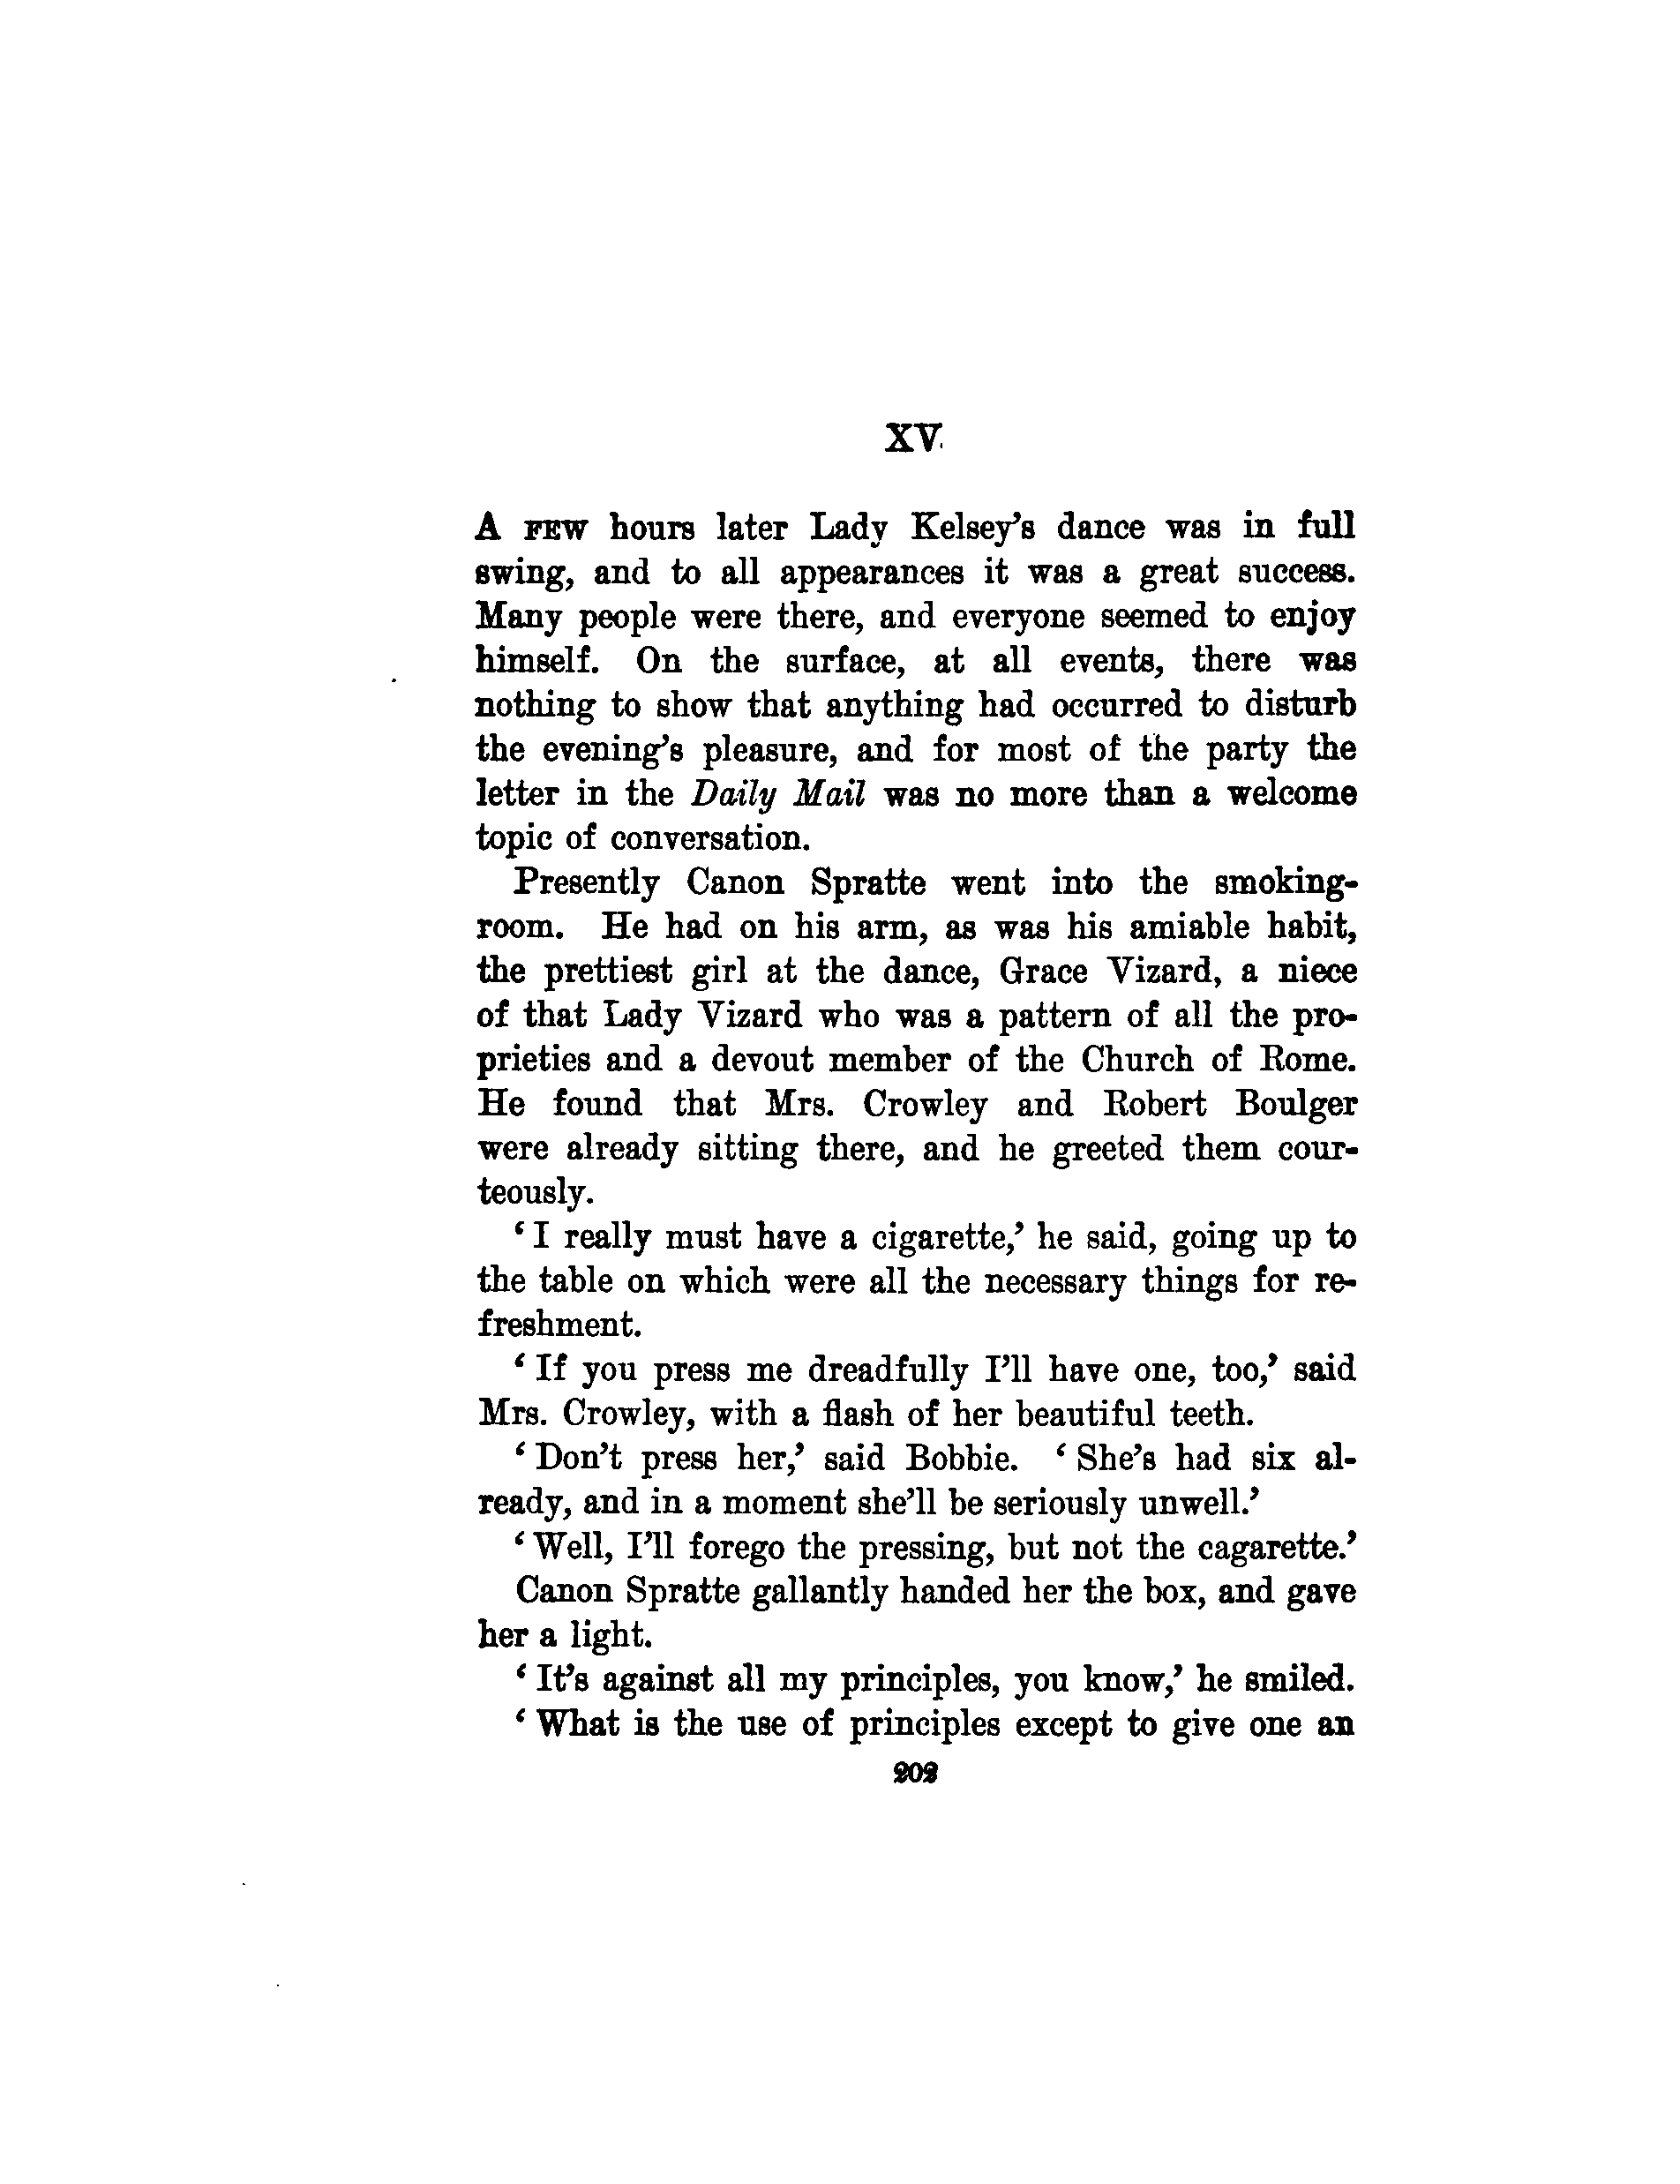 XV
A FEW hours later Lady Kelsey’s dance was in full
swing, and to all appearances it was a great success.
Many people were there, and everyone seemed to enjoy
himself. On the surface, at all events, there was
nothing to show that anything had occurred to disturb
the evening’s pleasure, and for most of the party the
letter in the Daily Mail was no more than a welcome
topic of conversation.
Presently Canon Spratte went into the smoking-
room. He had on his arm, as was his amiable habit,
the prettiest girl at the dance, Grace Vizard, a niece
of that Lady Vizard who was a pattern of all the pro-
prieties and a devout member of the Church of Rome.
He found that Mrs. Crowley and Robert Boulger
were already sitting there, and he greeted them cour-
teously.
‘I really must have a cigarette,’ he said, going up to
the table on which were all the necessary things for re-
freshment.
‘If you press me dreadfully I’ll have one, too,’ said
Mrs. Crowley, with a flash of her beautiful teeth.
‘Don’t press her,’ said Bobbie. ‘She’s had six al-
ready, and in a moment she’ll be seriously unwell.’
‘Well, I’ll forego the pressing, but not the cagarette.’
Canon Spratte gallantly handed her the box, and gave
her a light.
‘It’s against all my principles, you know,’ he smiled.
‘What is the use of principles except to give one an
202